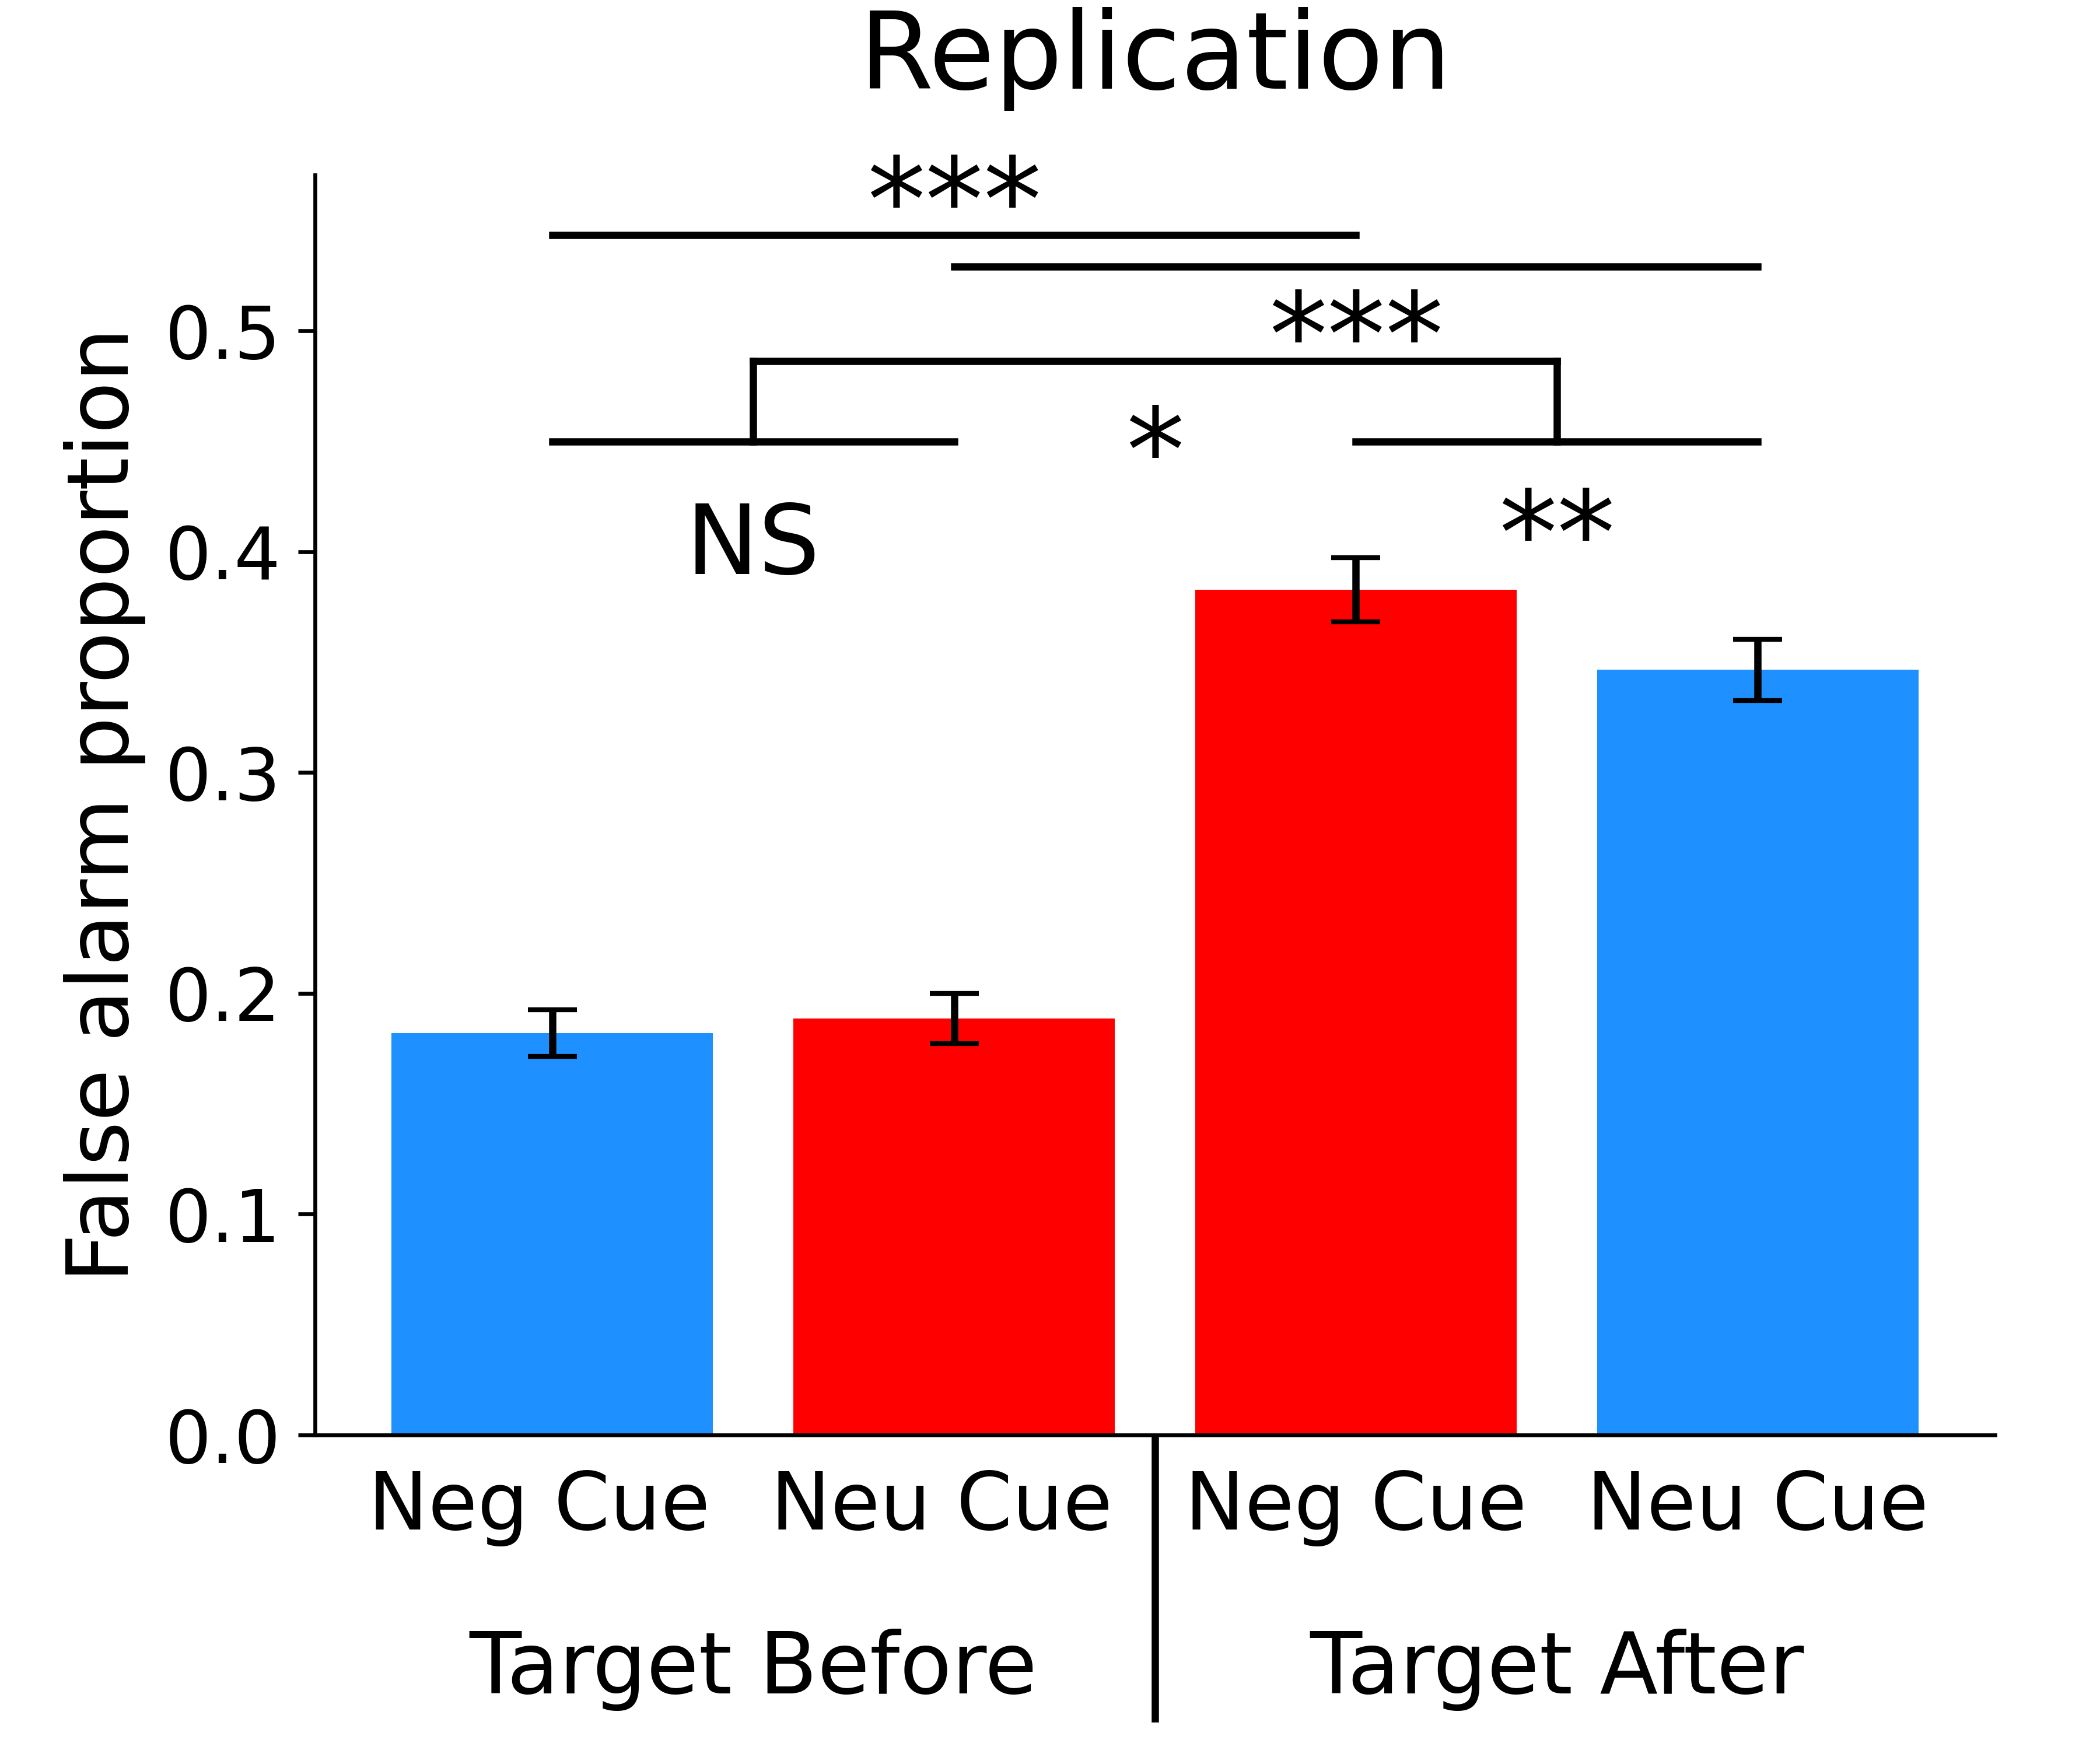 Replication
***
***
*
**
NS
False alarm proportion
0.5
0.4
0.3
0.2
0.1
0.0
Neg Cue Neu Cue Neg Cue Neu Cue
Target Before Target After